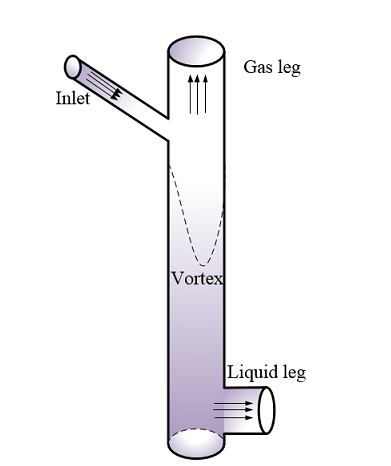 Gas leg
Inlet
Vortex
Liquid leg